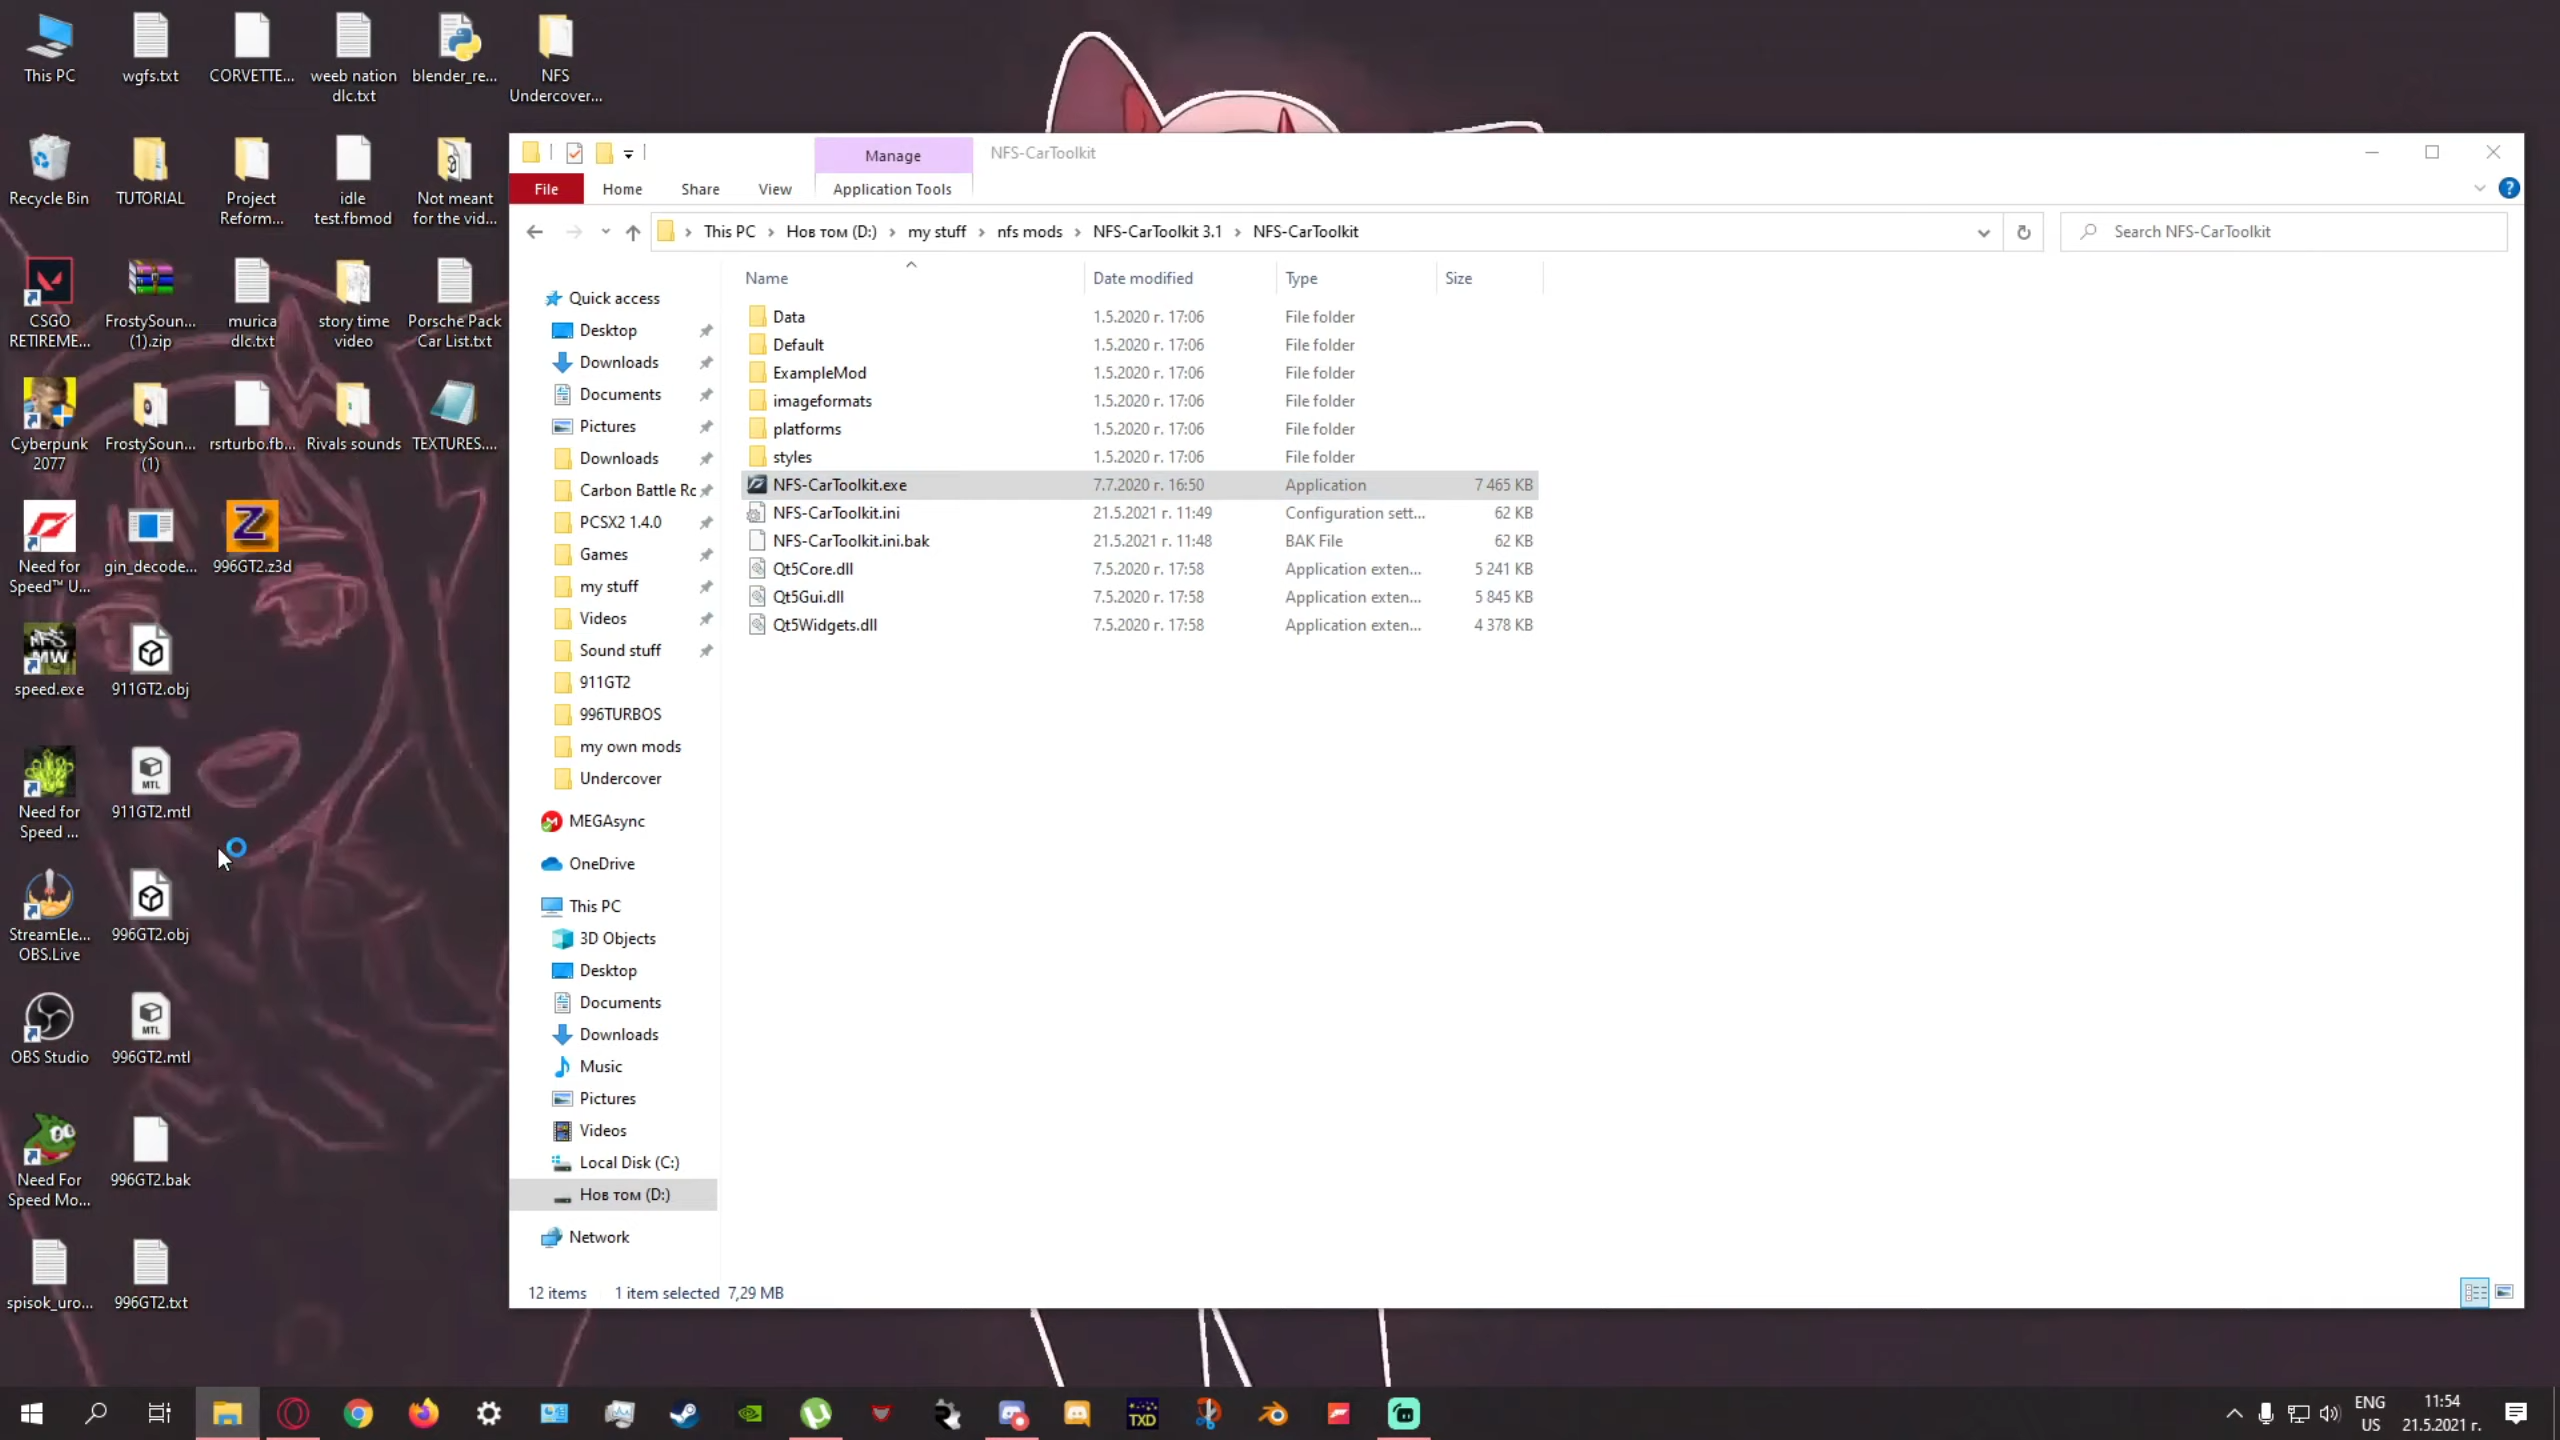 This PC
wgfs.txt
CORVETTE...
weeb nation
dlc.txt
blender_re...
NFS
Undercover...
Recycle Bin
TUTORIAL
Project
Reform...
idle
test.fbmod
Not meant
for the vid...
CSGO
RETIREME...
FrostySoun...
(1).zip
murica
dlc.txt
story time
video
Porsche Pack
Car List.txt
Cyberpunk
2077
FrostySoun...
(1)
rsrturbo.fb...
Rivals sounds
TEXTURES....
Need for
Speed™ U...
gin_decode...
996GT2.z3d
speed.exe
911GT2.obj
Need for
Speed ...
911GT2.mtl
StreamEle...
OBS.Live
996GT2.obj
OBS Studio
996GT2.mtl
Need For
Speed Mo...
996GT2.bak
spisok_uro...
996GT2.txt
Manage
NFS-CarToolkit
File
Home
Share
View
Application Tools
This PC
Нов том (D:)
my stuff
nfs mods
NFS-CarToolkit 3.1
NFS-CarToolkit
Search NFS-CarToolkit
Quick access
Desktop
Downloads
Documents
Pictures
Downloads
Carbon Battle Rc
PCSX2 1.4.0
Games
my stuff
Videos
Sound stuff
911GT2
996TURBOS
my own mods
Undercover
MEGAsync
OneDrive
This PC
3D Objects
Desktop
Documents
Downloads
Music
Pictures
Videos
Local Disk (C:)
Нов том (D:)
Network
Name Date modified Type Size
Data 1.5.2020 г. 17:06 File folder
Default 1.5.2020 г. 17:06 File folder
ExampleMod 1.5.2020 г. 17:06 File folder
imageformats 1.5.2020 г. 17:06 File folder
platforms 1.5.2020 г. 17:06 File folder
styles 1.5.2020 г. 17:06 File folder
NFS-CarToolkit.exe 7.7.2020 г. 16:50 Application 7 465 KB
NFS-CarToolkit.ini 21.5.2021 г. 11:49 Configuration sett... 62 KB
NFS-CarToolkit.ini.bak 21.5.2021 г. 11:48 BAK File 62 KB
Qt5Core.dll 7.5.2020 г. 17:58 Application exten... 5 241 KB
Qt5Gui.dll 7.5.2020 г. 17:58 Application exten... 5 845 KB
Qt5Widgets.dll 7.5.2020 г. 17:58 Application exten... 4 378 KB
12 items 1 item selected 7,29 MB
TXD
ENG
US
11:54
21.5.2021 г.